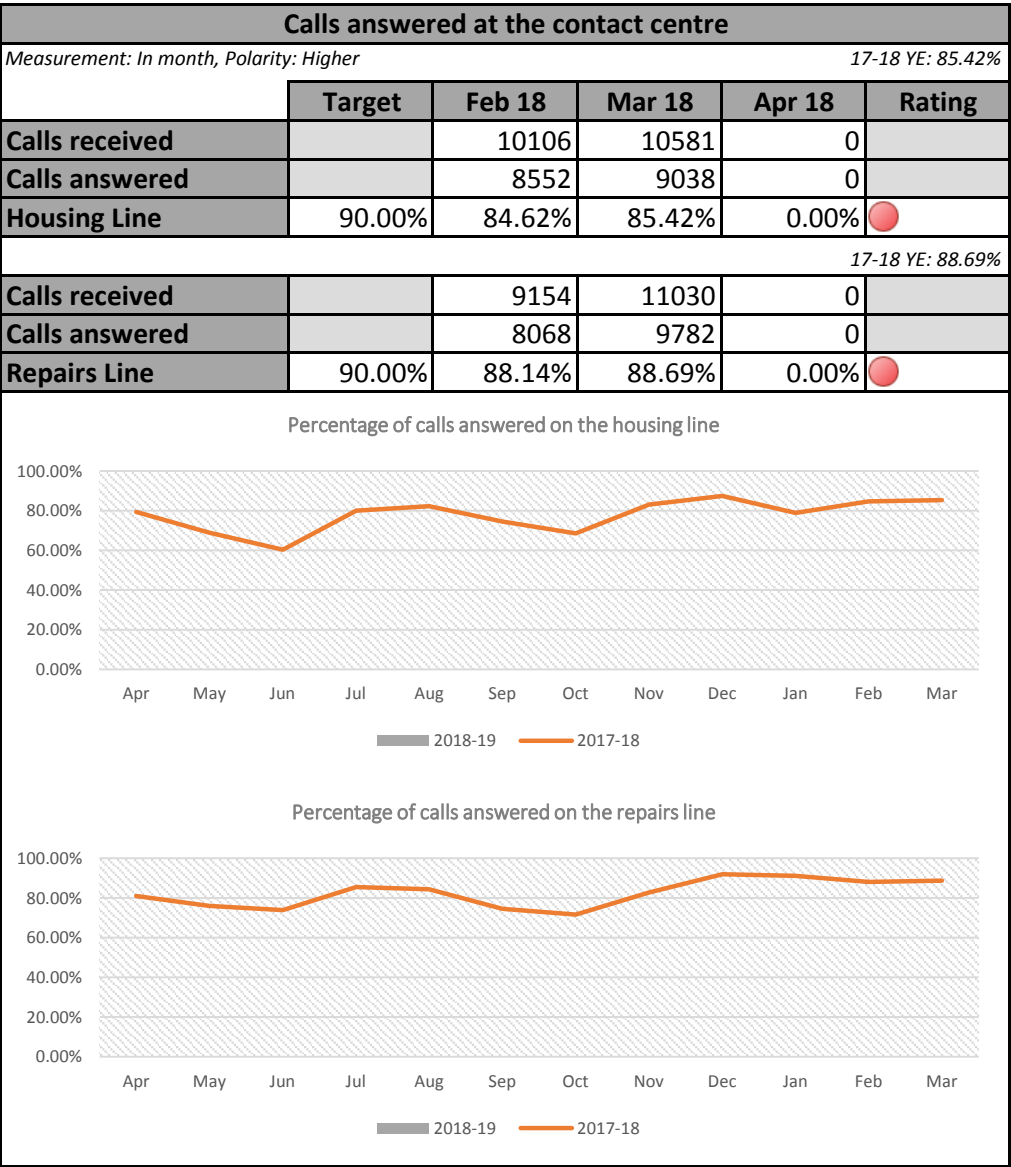 Calls answered at the contact centre
Measurement: In month, Polarity: Higher 17-18 YE: 85.42%
Target Feb 18 Mar 18 Apr 18 Rating
Calls received 10106 10581 0
Calls answered 8552 9038 0
Housing Line 90.00% 84.62% 85.42% 0.00%
17-18 YE: 88.69%
Calls received 9154 11030 0
Calls answered 8068 9782 0
Repairs Line 90.00% 88.14% 88.69% 0.00%
Percentage of calls answered on the housing line
100.00%
80.00%
60.00%
40.00%
20.00%
0.00%
Apr May Jun Jul Aug Sep Oct Nov Dec Jan Feb Mar
2018-19 2017-18
Percentage of calls answered on the repairs line
100.00%
80.00%
60.00%
40.00%
20.00%
0.00%
Apr May Jun Jul Aug Sep Oct Nov Dec Jan Feb Mar
2018-19 2017-18